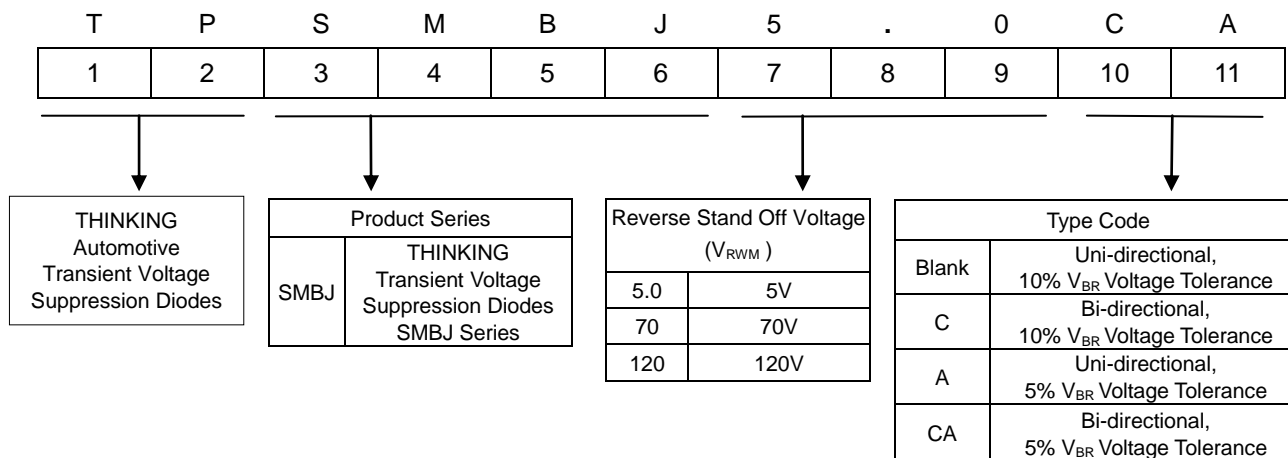 T P S M B J 5 . 0 C A
1 2 3 4 5 6 7 8 9 10 11
THINKING
Automotive
Transient Voltage
Suppression Diodes
Product Series
SMBJ
THINKING
Transient Voltage
Suppression Diodes
SMBJ Series
Reverse Stand Off Voltage
(VRWM )
5.0 5V
70 70V
120 120V
Type Code
Blank
Uni-directional,
10% VBR Voltage Tolerance
C
Bi-directional,
10% VBR Voltage Tolerance
A
Uni-directional,
5% VBR Voltage Tolerance
CA
Bi-directional,
5% VBR Voltage Tolerance